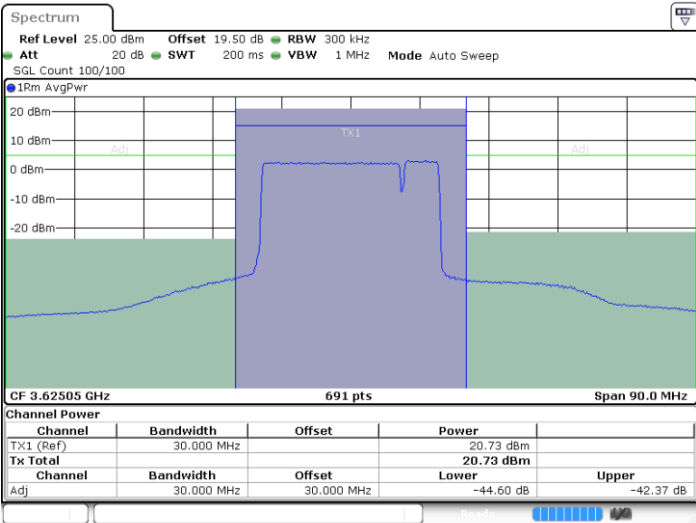 Spectrum
Ref Level 25.00 dBm Offset 19.50 dB RBW 300 kHz
Att 20 dB SWT 200 ms VBW 1 MHz Mode Auto Sweep
SGL Count 100/100
1Rm AvgPwr
20 dBm
TX1
10 dBm
Adj Adj
0 dBm
-10 dBm
-20 dBm
CF 3.62505 GHz 691 pts Span 90.0 MHz
Channel Power
Channel Bandwidth Offset Power
TX1 (Ref) 30.000 MHz 20.73 dBm
Tx Total 20.73 dBm
Channel Bandwidth Offset Lower Upper
Adj 30.000 MHz 30.000 MHz -44.60 dB -42.37 dB
Ready